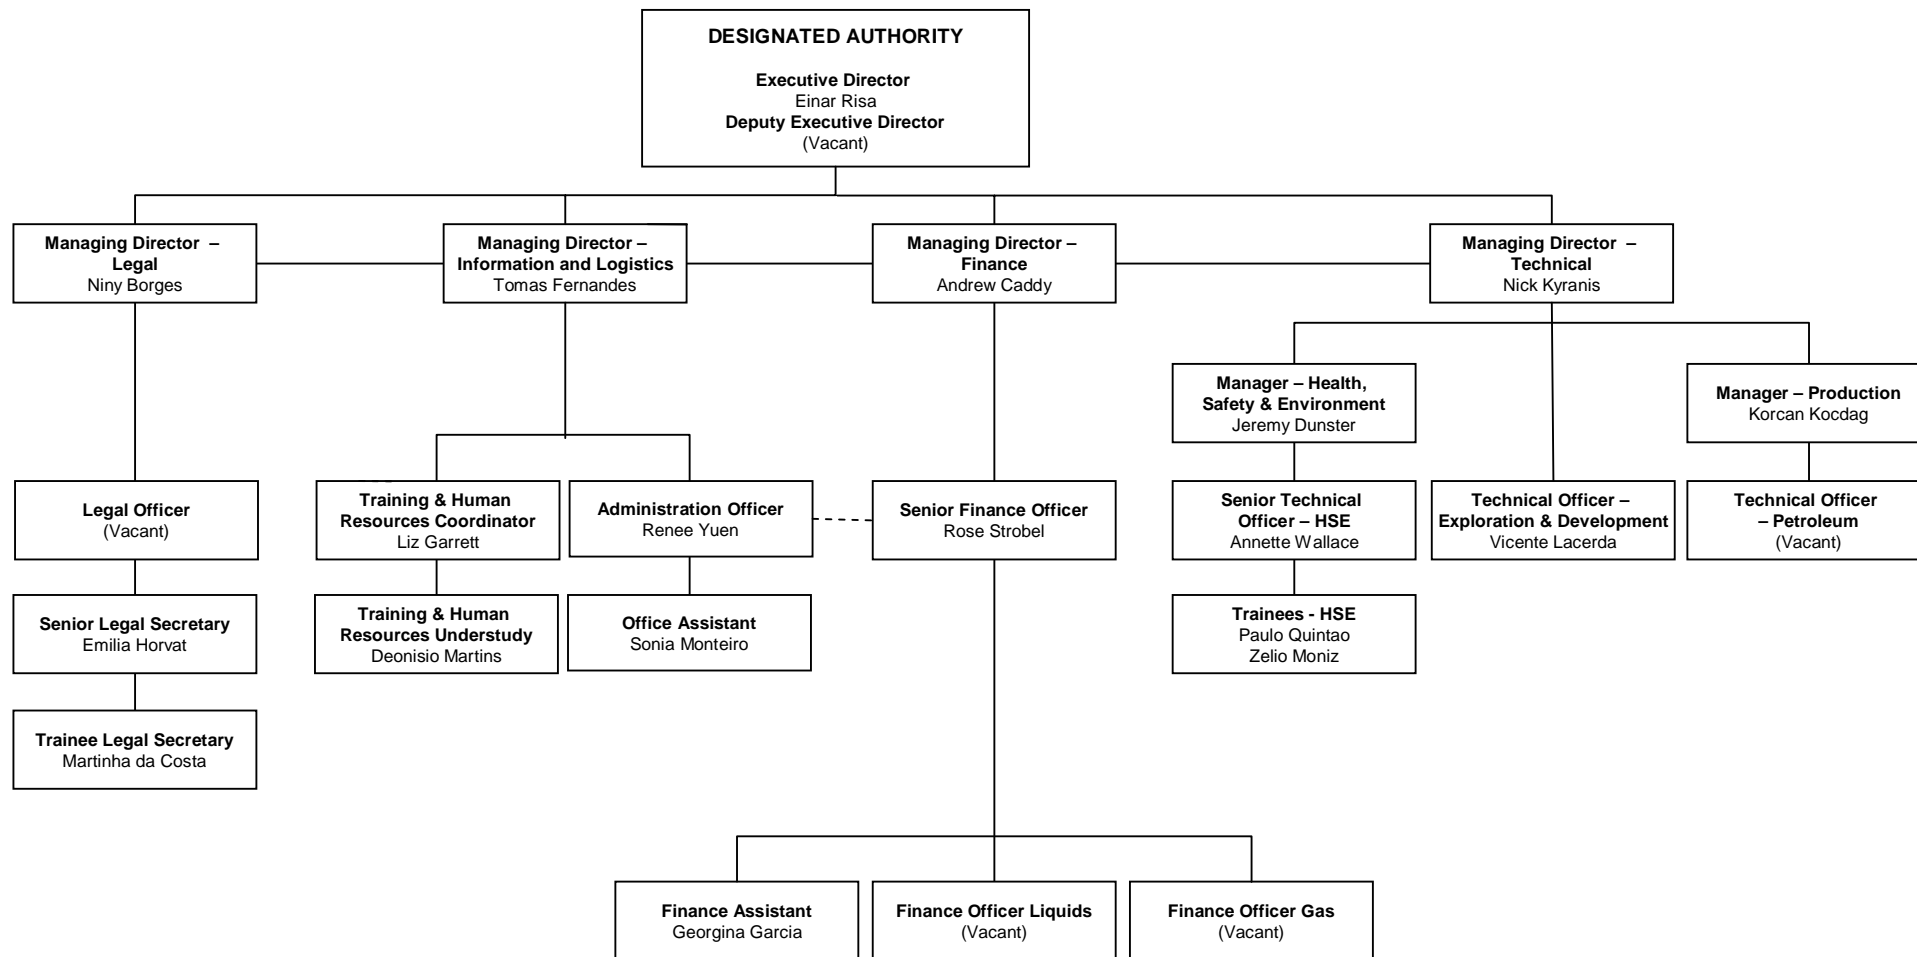 DESIGNATED AUTHORITY
Executive Director
Einar Risa
Deputy Executive Director
(Vacant)
Managing Director –
Legal
Niny Borges
Managing Director –
Information and Logistics
Tomas Fernandes
Managing Director –
Finance
Andrew Caddy
Managing Director –
Technical
Nick Kyranis
Manager – Health,
Safety & Environment
Jeremy Dunster
Manager – Production
Korcan Kocdag
Legal Officer
(Vacant)
Training & Human
Resources Coordinator
Liz Garrett
Administration Officer
Renee Yuen
Senior Finance Officer
Rose Strobel
Senior Technical
Officer – HSE
Annette Wallace
Technical Officer –
Exploration & Development
Vicente Lacerda
Technical Officer
– Petroleum
(Vacant)
Senior Legal Secretary
Emilia Horvat
Training & Human
Resources Understudy
Deonisio Martins
Office Assistant
Sonia Monteiro
Trainees - HSE
Paulo Quintao
Zelio Moniz
Trainee Legal Secretary
Martinha da Costa
Finance Assistant
Georgina Garcia
Finance Officer Liquids
(Vacant)
Finance Officer Gas
(Vacant)